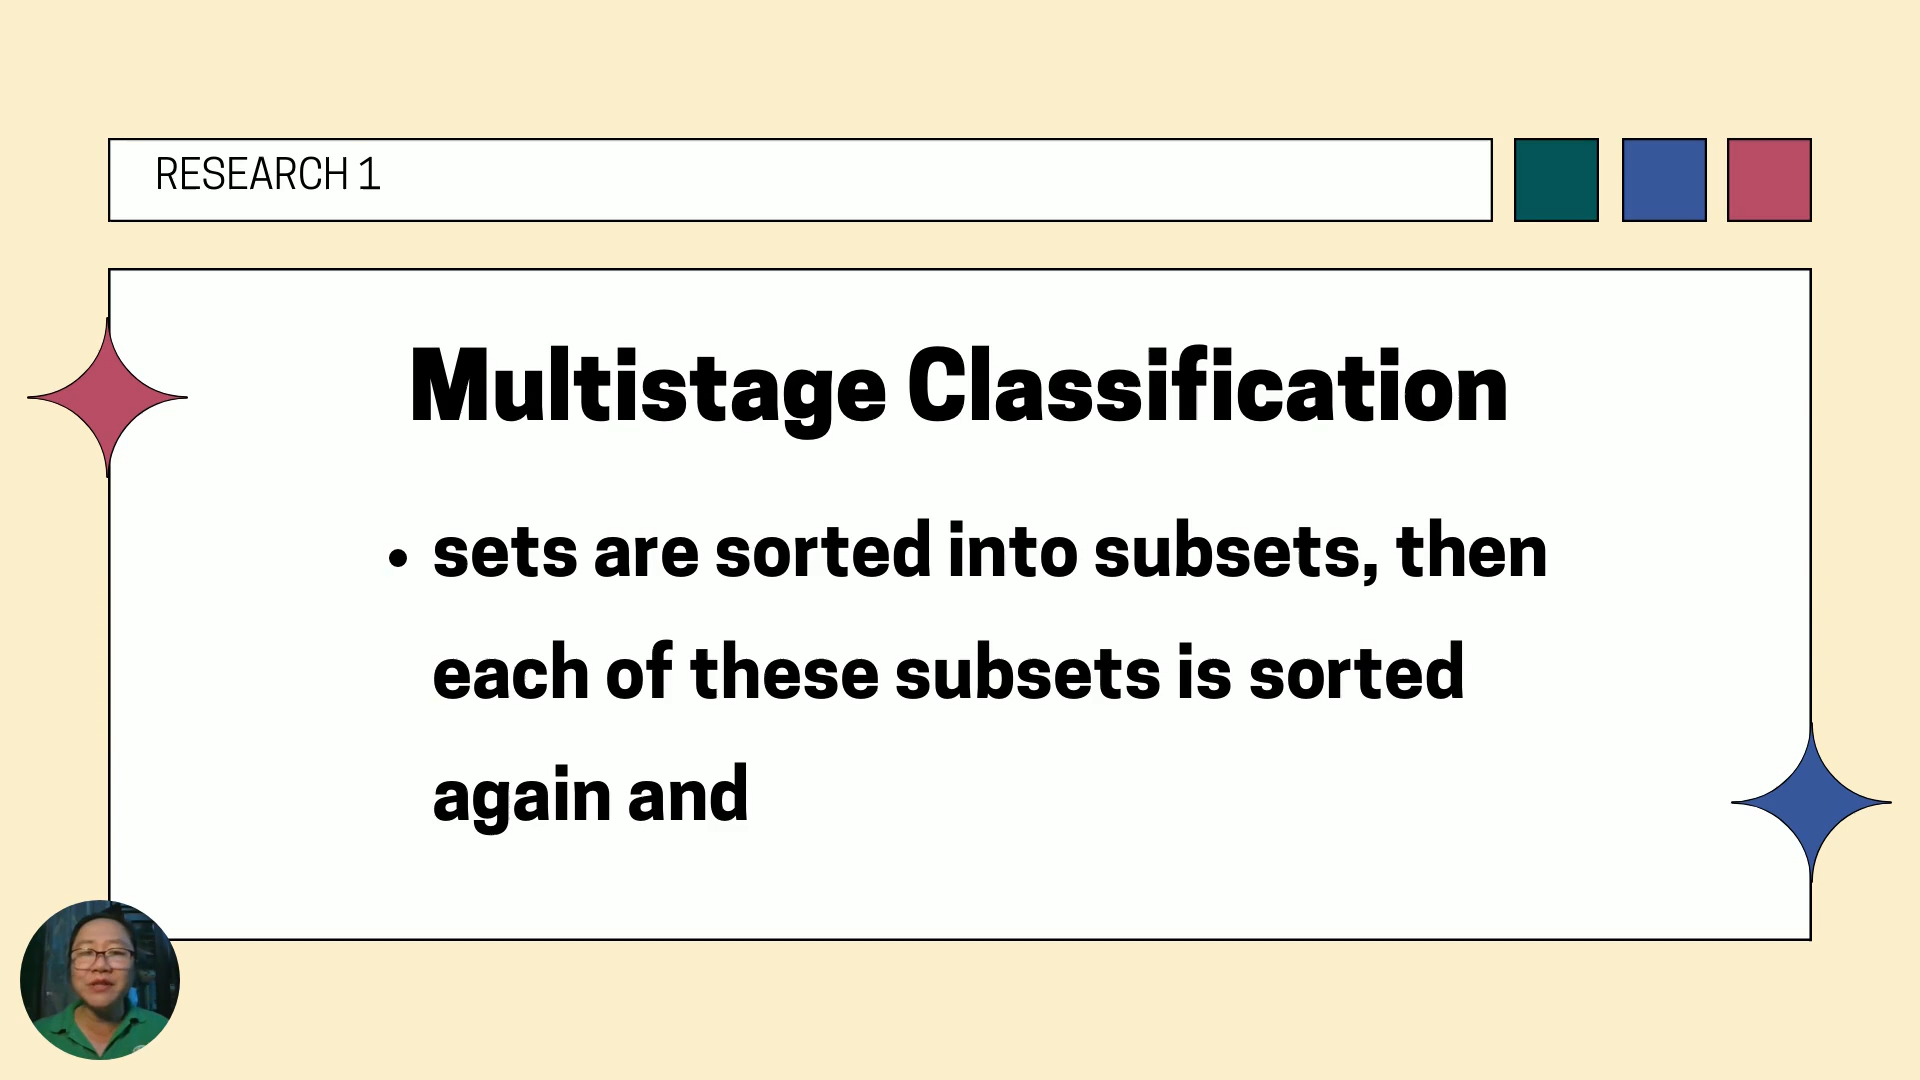 RESEARCH 1
Multistage Classification
• sets are sorted into subsets, then
each of these subsets is sorted
again and